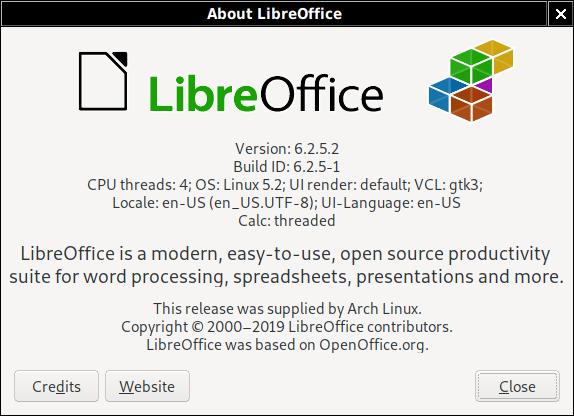 About LibreOffice
LibreOffice
Version: 6.2.5.2
Build ID: 6.2.5-1
CPU threads: 4; OS: Linux 5.2; UI render: default; VCL: gtk3;
Locale: en-US (en_US.UTF-8); UI-Language: en-US
Calc: threaded
LibreOffice is a modern, easy-to-use, open source productivity
suite for word processing, spreadsheets, presentations and more.
This release was supplied by Arch Linux.
Copyright © 2000–2019 LibreOffice contributors.
LibreOffice was based on OpenOffice.org.
Credits Website Close